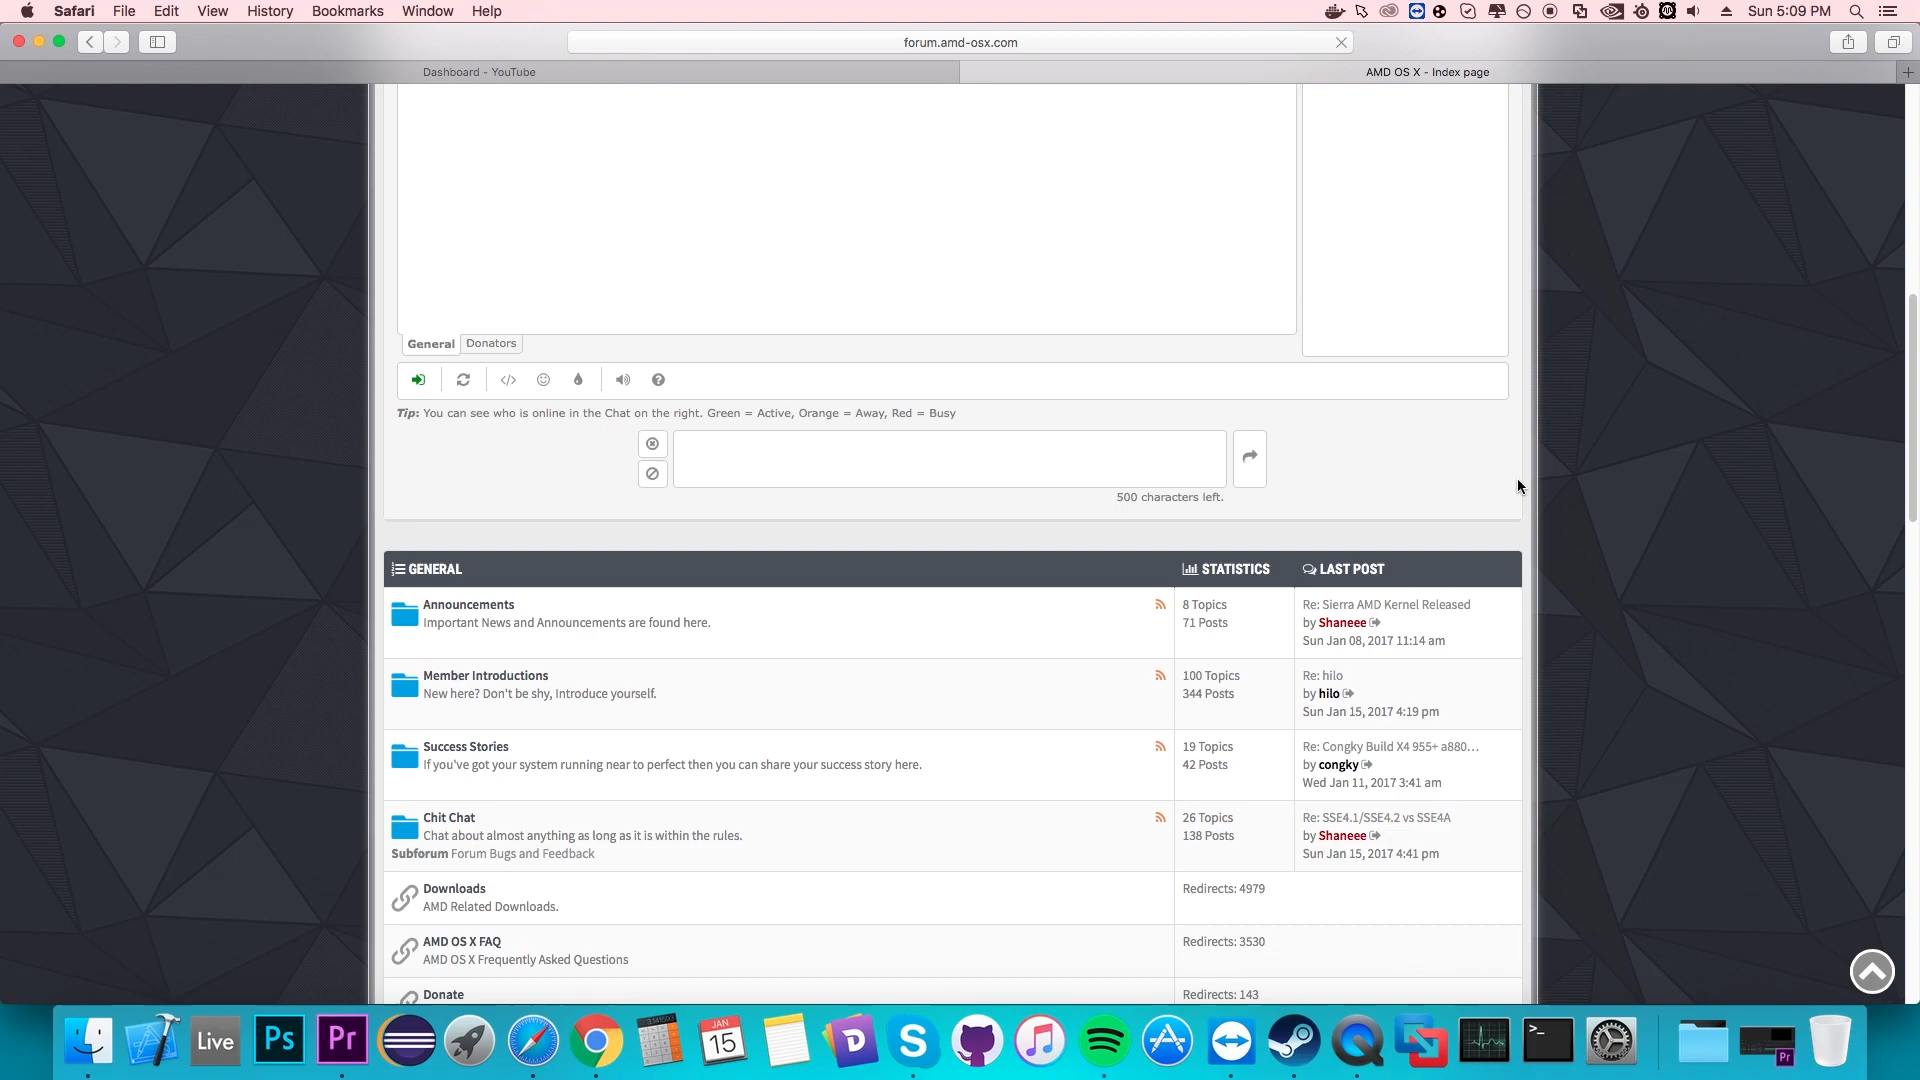 Safari File Edit View History Bookmarks Window Help Sun 5:09 PM
forum.amd-osx.com
Dashboard - YouTube
AMD OS X - Index page
General Donators
Tip: You can see who is online in the Chat on the right. Green = Active, Orange = Away, Red = Busy
500 characters left.
GENERAL STATISTICS LAST POST
Announcements
Important News and Announcements are found here.
8 Topics
71 Posts
Re: Sierra AMD Kernel Released
by Shaneee
Sun Jan 08, 2017 11:14 am
Member Introductions
New here? Don't be shy, Introduce yourself.
100 Topics
344 Posts
Re: hilo
by hilo
Sun Jan 15, 2017 4:19 pm
Success Stories
If you've got your system running near to perfect then you can share your success story here.
19 Topics
42 Posts
Re: Congky Build X4 955+ a880...
by congky
Wed Jan 11, 2017 3:41 am
Chit Chat
Chat about almost anything as long as it is within the rules.
Subforum Forum Bugs and Feedback
26 Topics
138 Posts
Re: SSE4.1/SSE4.2 vs SSE4A
by Shaneee
Sun Jan 15, 2017 4:41 pm
Downloads
AMD Related Downloads.
Redirects: 4979
AMD OS X FAQ
AMD OS X Frequently Asked Questions
Redirects: 3530
Donate
Redirects: 143
Live Ps Pr JAN 15 D S >_ Pr